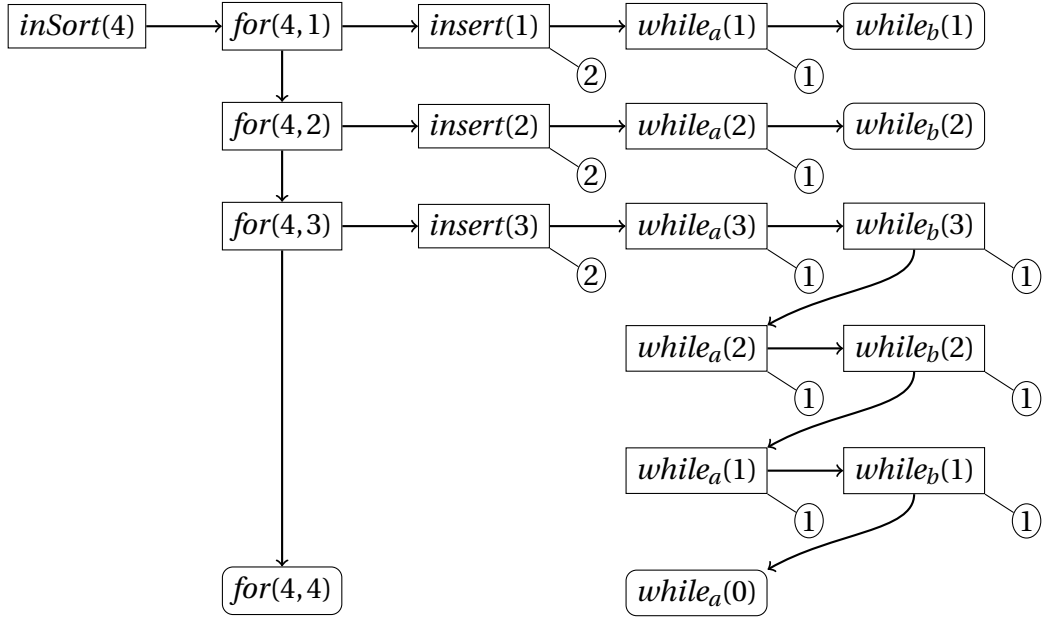 inSort(4) for(4,1) insert(1) while_a(1) while_b(1)
2 1
for(4,2) insert(2) while_a(2) while_b(2)
2 1
for(4,3) insert(3) while_a(3) while_b(3)
2 1 1
while_a(2) while_b(2)
1 1
while_a(1) while_b(1)
1 1
for(4,4) while_a(0)